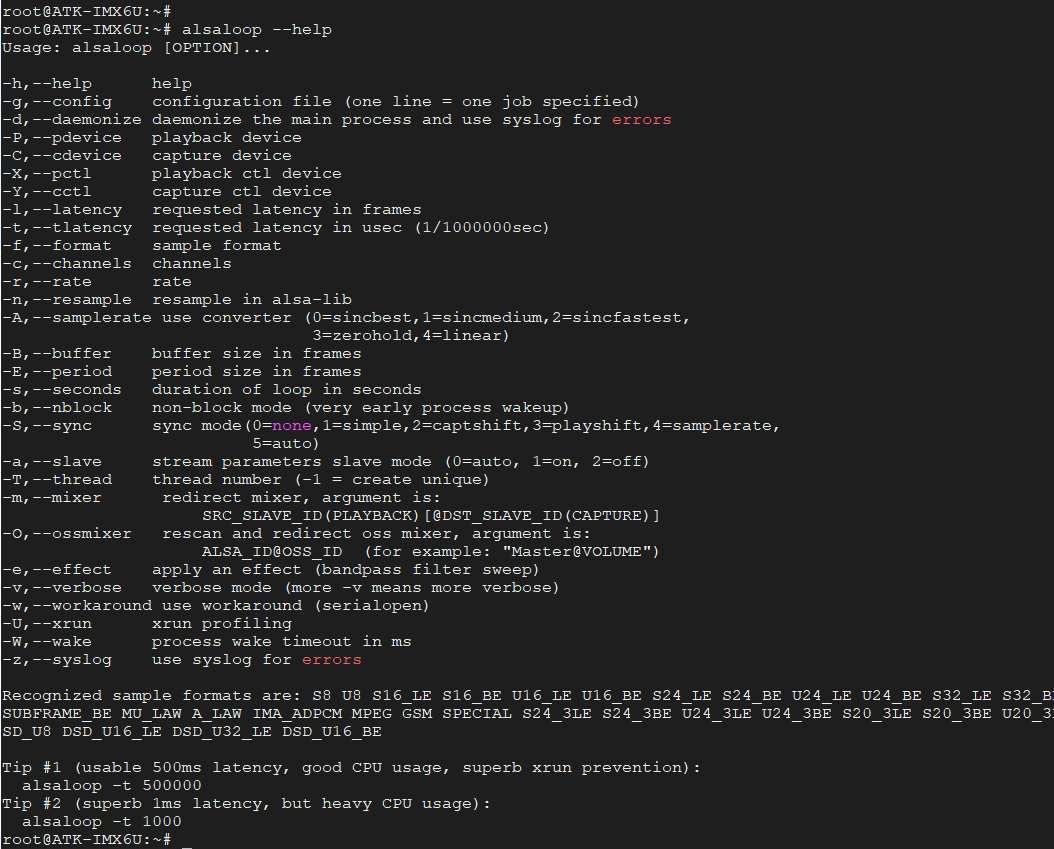 root@ATK-IMX6U:~#
root@ATK-IMX6U:~# alsaloop --help
Usage: alsaloop [OPTION]...

-h,--help      help
-g,--config    configuration file (one line = one job specified)
-d,--daemonize daemonize the main process and use syslog for errors
-P,--pdevice   playback device
-C,--cdevice   capture device
-X,--pctl      playback ctl device
-Y,--cctl      capture ctl device
-l,--latency   requested latency in frames
-t,--tlatency  requested latency in usec (1/1000000sec)
-f,--format    sample format
-c,--channels  channels
-r,--rate      rate
-n,--resample  resample in alsa-lib
-A,--samplerate use converter (0=sincbest,1=sincmedium,2=sincfastest,
                               3=zerohold,4=linear)
-B,--buffer    buffer size in frames
-E,--period    period size in frames
-s,--seconds   duration of loop in seconds
-b,--nblock    non-block mode (very early process wakeup)
-S,--sync      sync mode(0=none,1=simple,2=captshift,3=playshift,4=samplerate,
                         5=auto)
-a,--slave     stream parameters slave mode (0=auto, 1=on, 2=off)
-T,--thread    thread number (-1 = create unique)
-m,--mixer      redirect mixer, argument is:
                    SRC_SLAVE_ID(PLAYBACK)[@DST_SLAVE_ID(CAPTURE)]
-O,--ossmixer   rescan and redirect oss mixer, argument is:
                    ALSA_ID@OSS_ID  (for example: "Master@VOLUME")
-e,--effect    apply an effect (bandpass filter sweep)
-v,--verbose   verbose mode (more -v means more verbose)
-w,--workaround use workaround (serialopen)
-U,--xrun      xrun profiling
-W,--wake      process wake timeout in ms
-z,--syslog    use syslog for errors

Recognized sample formats are: S8 U8 S16_LE S16_BE U16_LE U16_BE S24_LE S24_BE U24_LE U24_BE S32_LE
SUBFRAME_BE MU_LAW A_LAW IMA_ADPCM MPEG GSM SPECIAL S24_3LE S24_3BE U24_3LE U24_3BE S20_3LE S20_3BE
SD_U8 DSD_U16_LE DSD_U32_LE DSD_U16_BE

Tip #1 (usable 500ms latency, good CPU usage, superb xrun prevention):
  alsaloop -t 500000
Tip #2 (superb 1ms latency, but heavy CPU usage):
  alsaloop -t 1000
root@ATK-IMX6U:~#